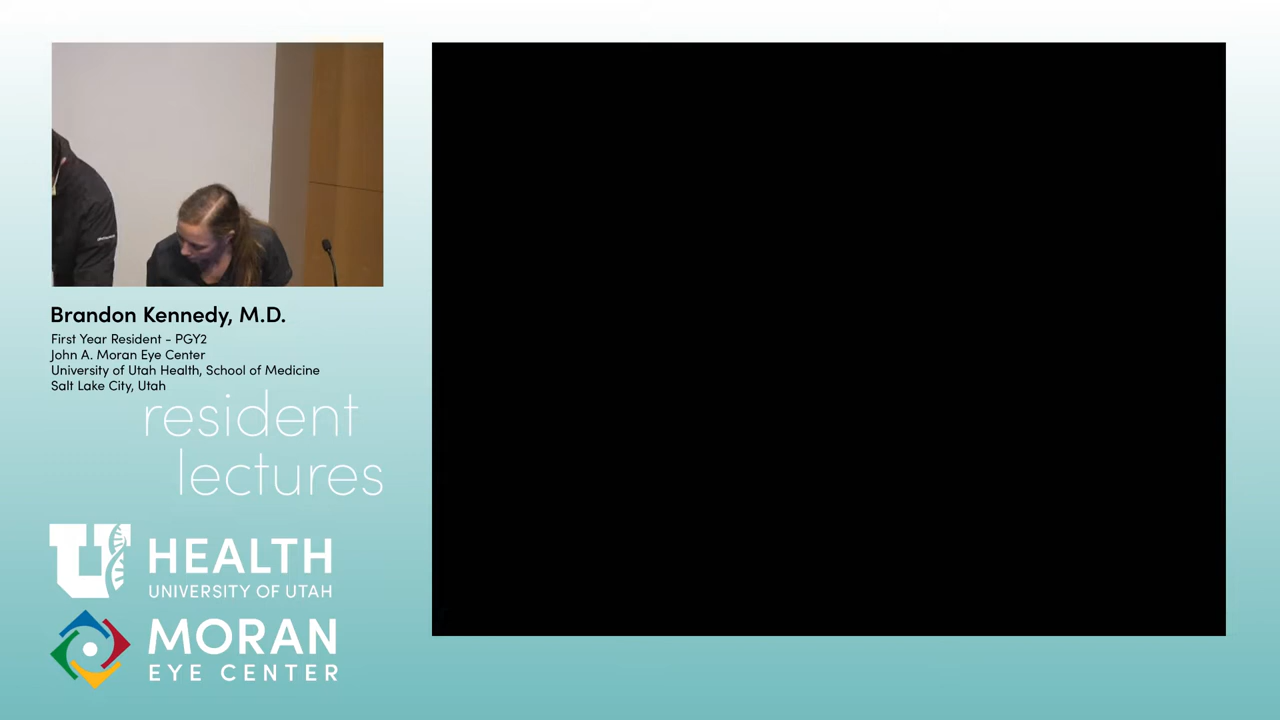 Brandon Kennedy, M.D.
First Year Resident - PGY2
John A. Moran Eye Center
University of Utah Health, School of Medicine
Salt Lake City, Utah
resident
lectures
U HEALTH
UNIVERSITY OF UTAH
MORAN
EYE CENTER